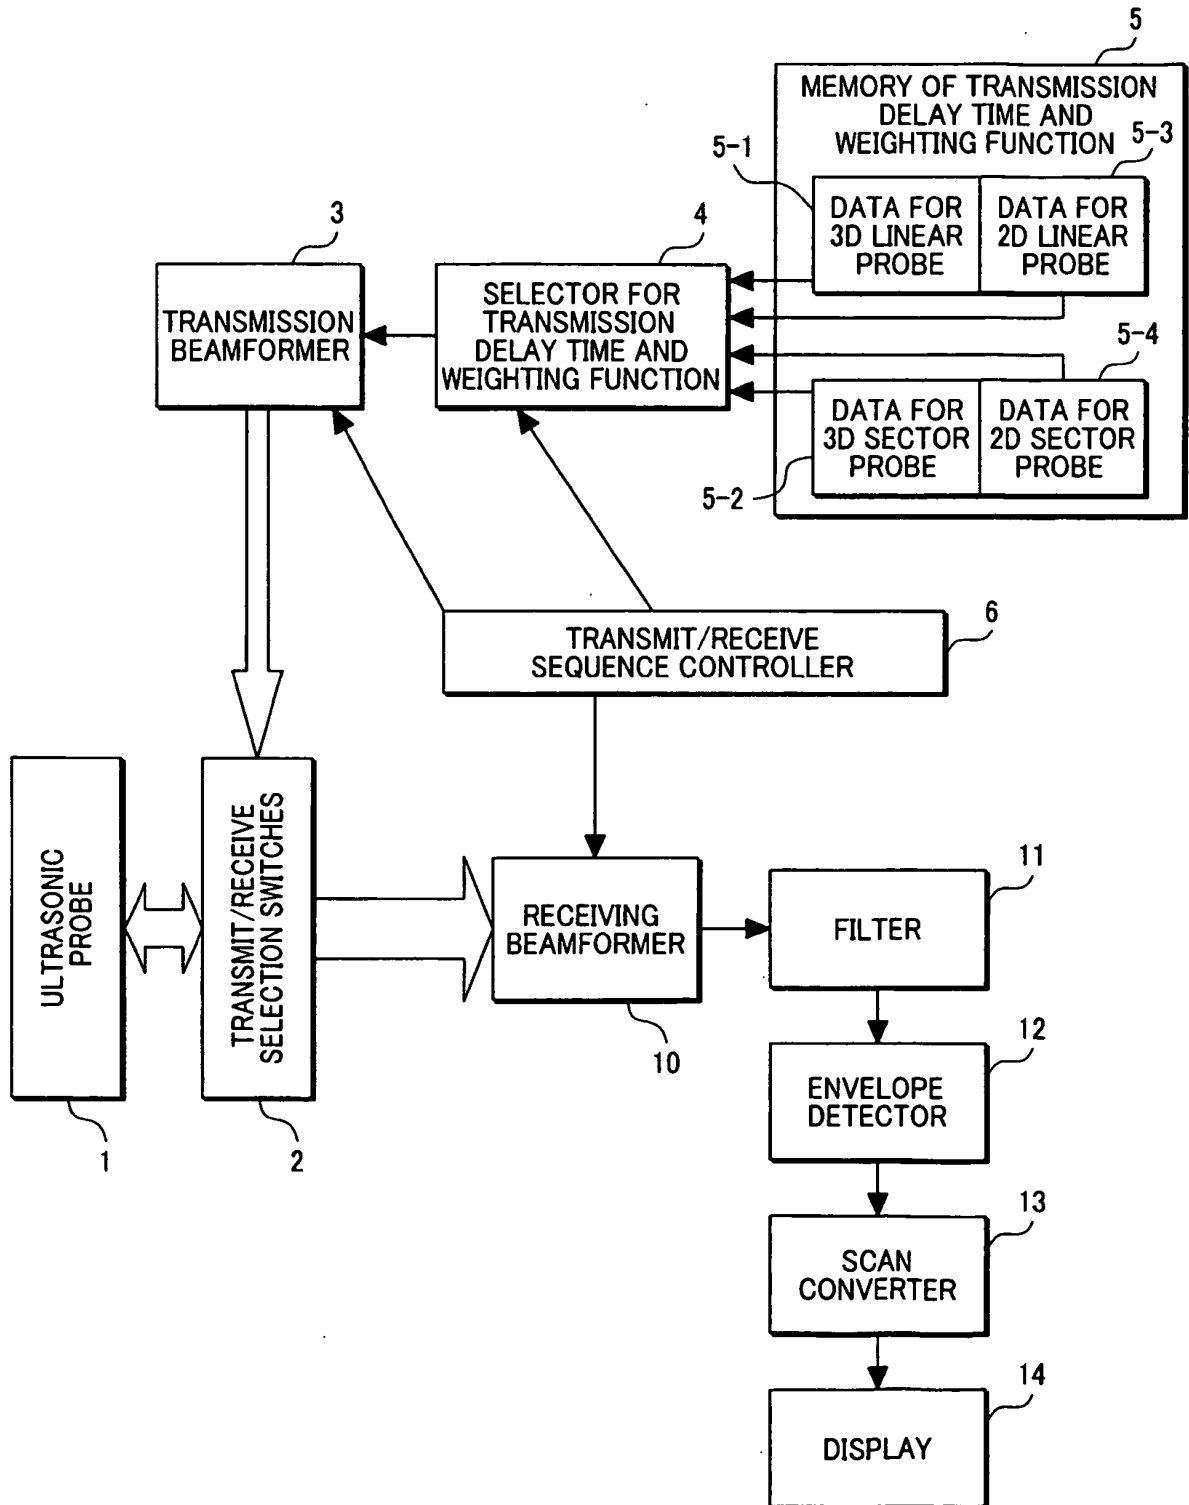 5
MEMORY OF TRANSMISSION
DELAY TIME AND
WEIGHTING FUNCTION
5-1
5-3
DATA FOR
3D LINEAR
PROBE
DATA FOR
2D LINEAR
PROBE
3
4
TRANSMISSION
BEAMFORMER
SELECTOR FOR
TRANSMISSION
DELAY TIME AND
WEIGHTING FUNCTION
5-4
DATA FOR
3D SECTOR
PROBE
DATA FOR
2D SECTOR
PROBE
5-2
6
TRANSMIT/RECEIVE
SEQUENCE CONTROLLER
ULTRASONIC
PROBE
1
TRANSMIT/RECEIVE
SELECTION SWITCHES
2
RECEIVING
BEAMFORMER
10
11
FILTER
12
ENVELOPE
DETECTOR
13
SCAN
CONVERTER
14
DISPLAY